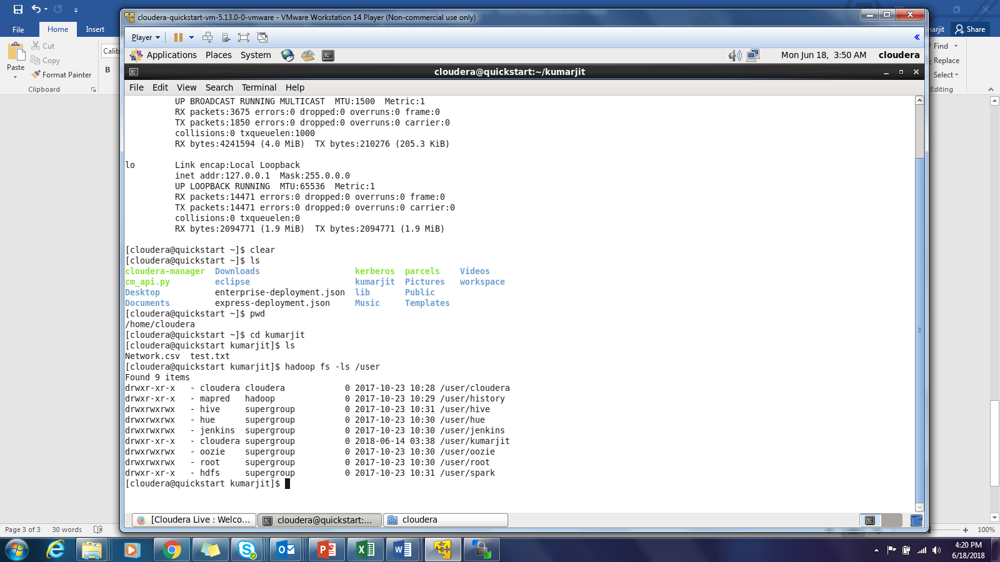 cloudera-quickstart-vm-5.13.0-0-vmware - VMware Workstation 14 Player (Non-commercial use only)
File Home Insert
Share
Player
Cut
Copy
Paste
Format Painter
Clipboard
Calib
B
Find
Replace
Select
Editing
Applications Places System
Mon Jun 18, 3:50 AM cloudera
cloudera@quickstart:~/kumarjit
File Edit View Search Terminal Help
UP BROADCAST RUNNING MULTICAST MTU:1500 Metric:1
RX packets:3675 errors:0 dropped:0 overruns:0 frame:0
TX packets:1850 errors:0 dropped:0 overruns:0 carrier:0
collisions:0 txqueuelen:1000
RX bytes:4241594 (4.0 MiB) TX bytes:210276 (205.3 KiB)
lo Link encap:Local Loopback
inet addr:127.0.0.1 Mask:255.0.0.0
UP LOOPBACK RUNNING MTU:65536 Metric:1
RX packets:14471 errors:0 dropped:0 overruns:0 frame:0
TX packets:14471 errors:0 dropped:0 overruns:0 carrier:0
collisions:0 txqueuelen:0
RX bytes:2094771 (1.9 MiB) TX bytes:2094771 (1.9 MiB)
[cloudera@quickstart ~]$ clear
[cloudera@quickstart ~]$ ls
cloudera-manager Downloads kerberos parcels Videos
cm_api.py eclipse kumarjit Pictures workspace
Desktop enterprise-deployment.json lib Public
Documents express-deployment.json Music Templates
[cloudera@quickstart ~]$ pwd
/home/cloudera
[cloudera@quickstart ~]$ cd kumarjit
[cloudera@quickstart kumarjit]$ ls
Network.csv test.txt
[cloudera@quickstart kumarjit]$ hadoop fs -ls /user
Found 9 items
drwxr-xr-x - cloudera cloudera 0 2017-10-23 10:28 /user/cloudera
drwxr-xr-x - mapred hadoop 0 2017-10-23 10:29 /user/history
drwxrwxrwx - hive supergroup 0 2017-10-23 10:31 /user/hive
drwxrwxrwx - hue supergroup 0 2017-10-23 10:30 /user/hue
drwxrwxrwx - jenkins supergroup 0 2017-10-23 10:30 /user/jenkins
drwxr-xr-x - cloudera supergroup 0 2018-06-14 03:38 /user/kumarjit
drwxrwxrwx - oozie supergroup 0 2017-10-23 10:30 /user/oozie
drwxrwxrwx - root supergroup 0 2017-10-23 10:30 /user/root
drwxr-xr-x - hdfs supergroup 0 2017-10-23 10:31 /user/spark
[cloudera@quickstart kumarjit]$
[Cloudera Live : Welco... cloudera@quickstart:... cloudera
Page 3 of 3 30 words
100%
4:20 PM
6/18/2018